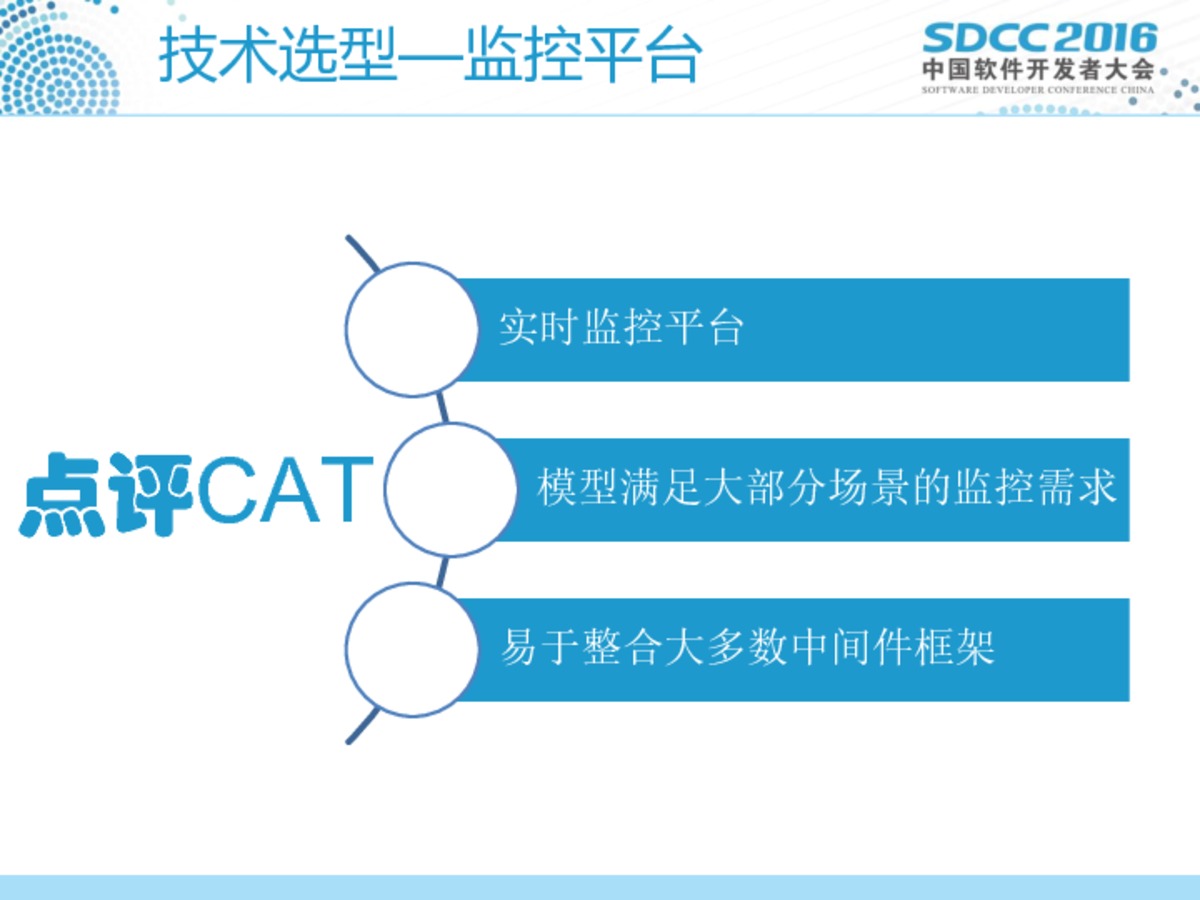 技术选型—监控平台
SDCC 2016
中国软件开发者大会
SOFTWARE DEVELOPER CONFERENCE CHINA
实时监控平台
点评CAT
模型满足大部分场景的监控需求
易于整合大多数中间件框架